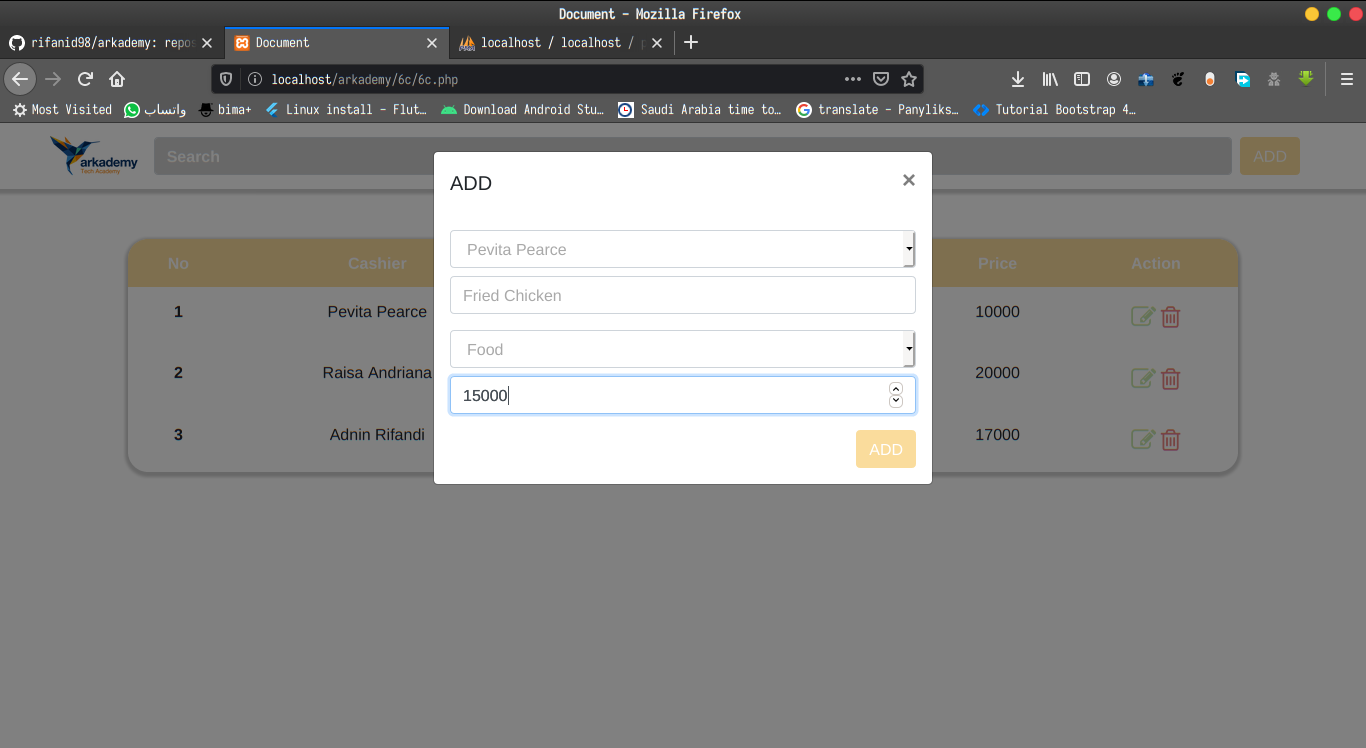 Document - Mozilla Firefox
rifanid98/arkademy: repos
Document
localhost / localhost / p
localhost/arkademy/6c/6c.php
Most Visited
واتساب
bima+
Linux install - Flut…
Download Android Stu…
Saudi Arabia time to…
translate - Panyliks…
Tutorial Bootstrap 4…
arkademy
Tech Academy
Search
ADD
ADD
Pevita Pearce
Fried Chicken
Food
15000
ADD
No Cashier Price Action
1 Pevita Pearce 10000
2 Raisa Andriana 20000
3 Adnin Rifandi 17000